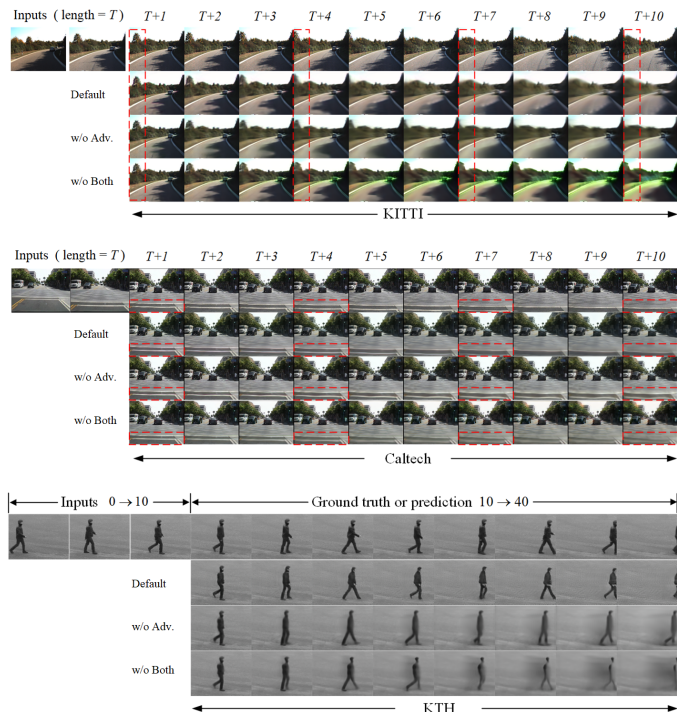 Inputs ( length = T ) T+1 T+2 T+3 T+4 T+5 T+6 T+7 T+8 T+9 T+10
Default
w/o Adv.
w/o Both
KITTI
Inputs ( length = T ) T+1 T+2 T+3 T+4 T+5 T+6 T+7 T+8 T+9 T+10
Default
w/o Adv.
w/o Both
Caltech
Inputs 0 → 10 Ground truth or prediction 10 → 40
Default
w/o Adv.
w/o Both
KTH